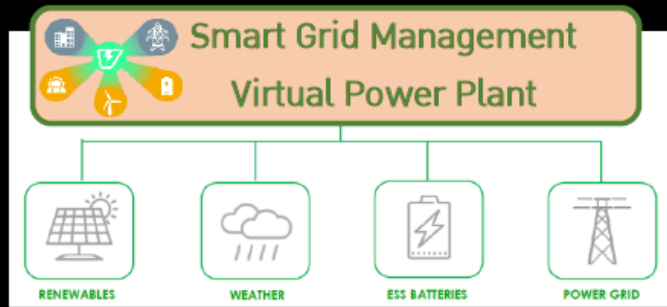 Smart Grid Management
Virtual Power Plant
RENEWABLES
WEATHER
ESS BATTERIES
POWER GRID